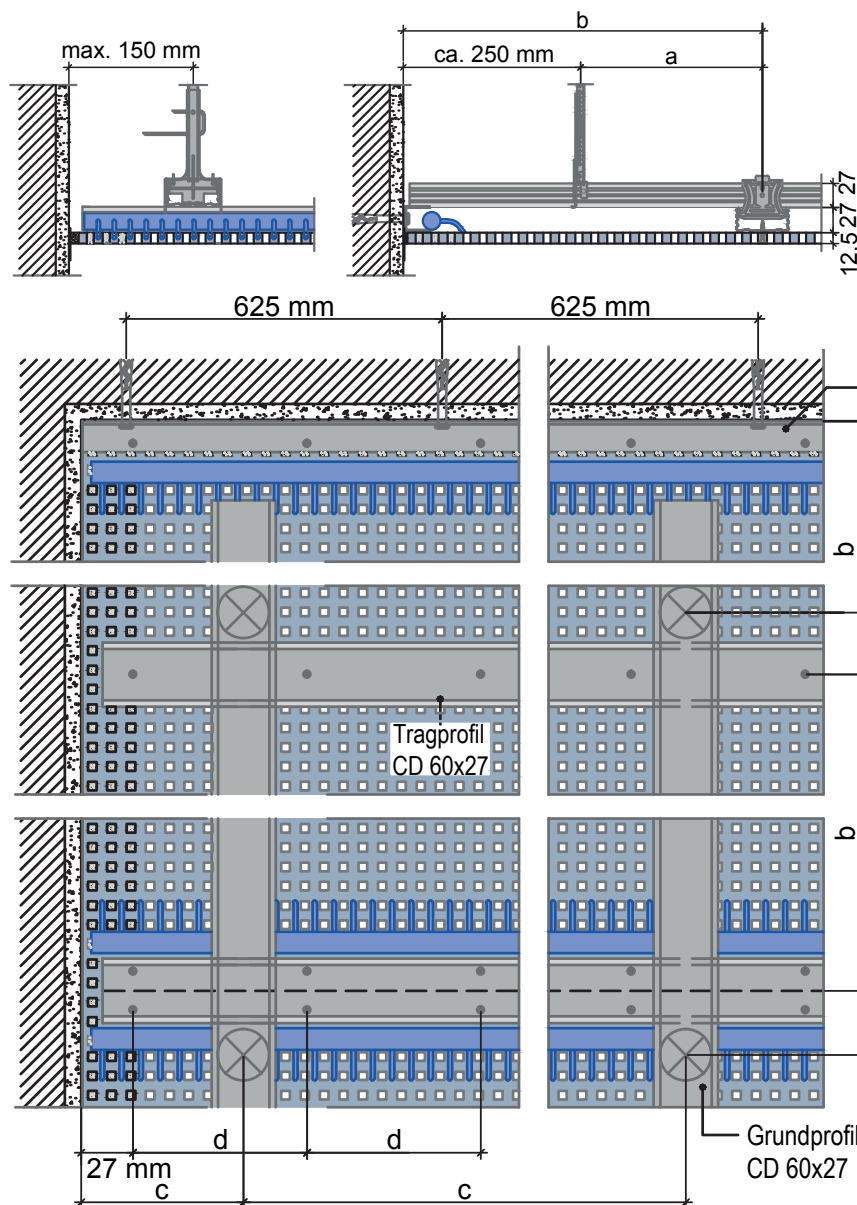 b
max. 150 mm
ca. 250 mm
a
27
27
12.5
625 mm
625 mm
b
Tragprofil
CD 60x27
b
d
d
27 mm
c
c
Grundprofil
CD 60x27